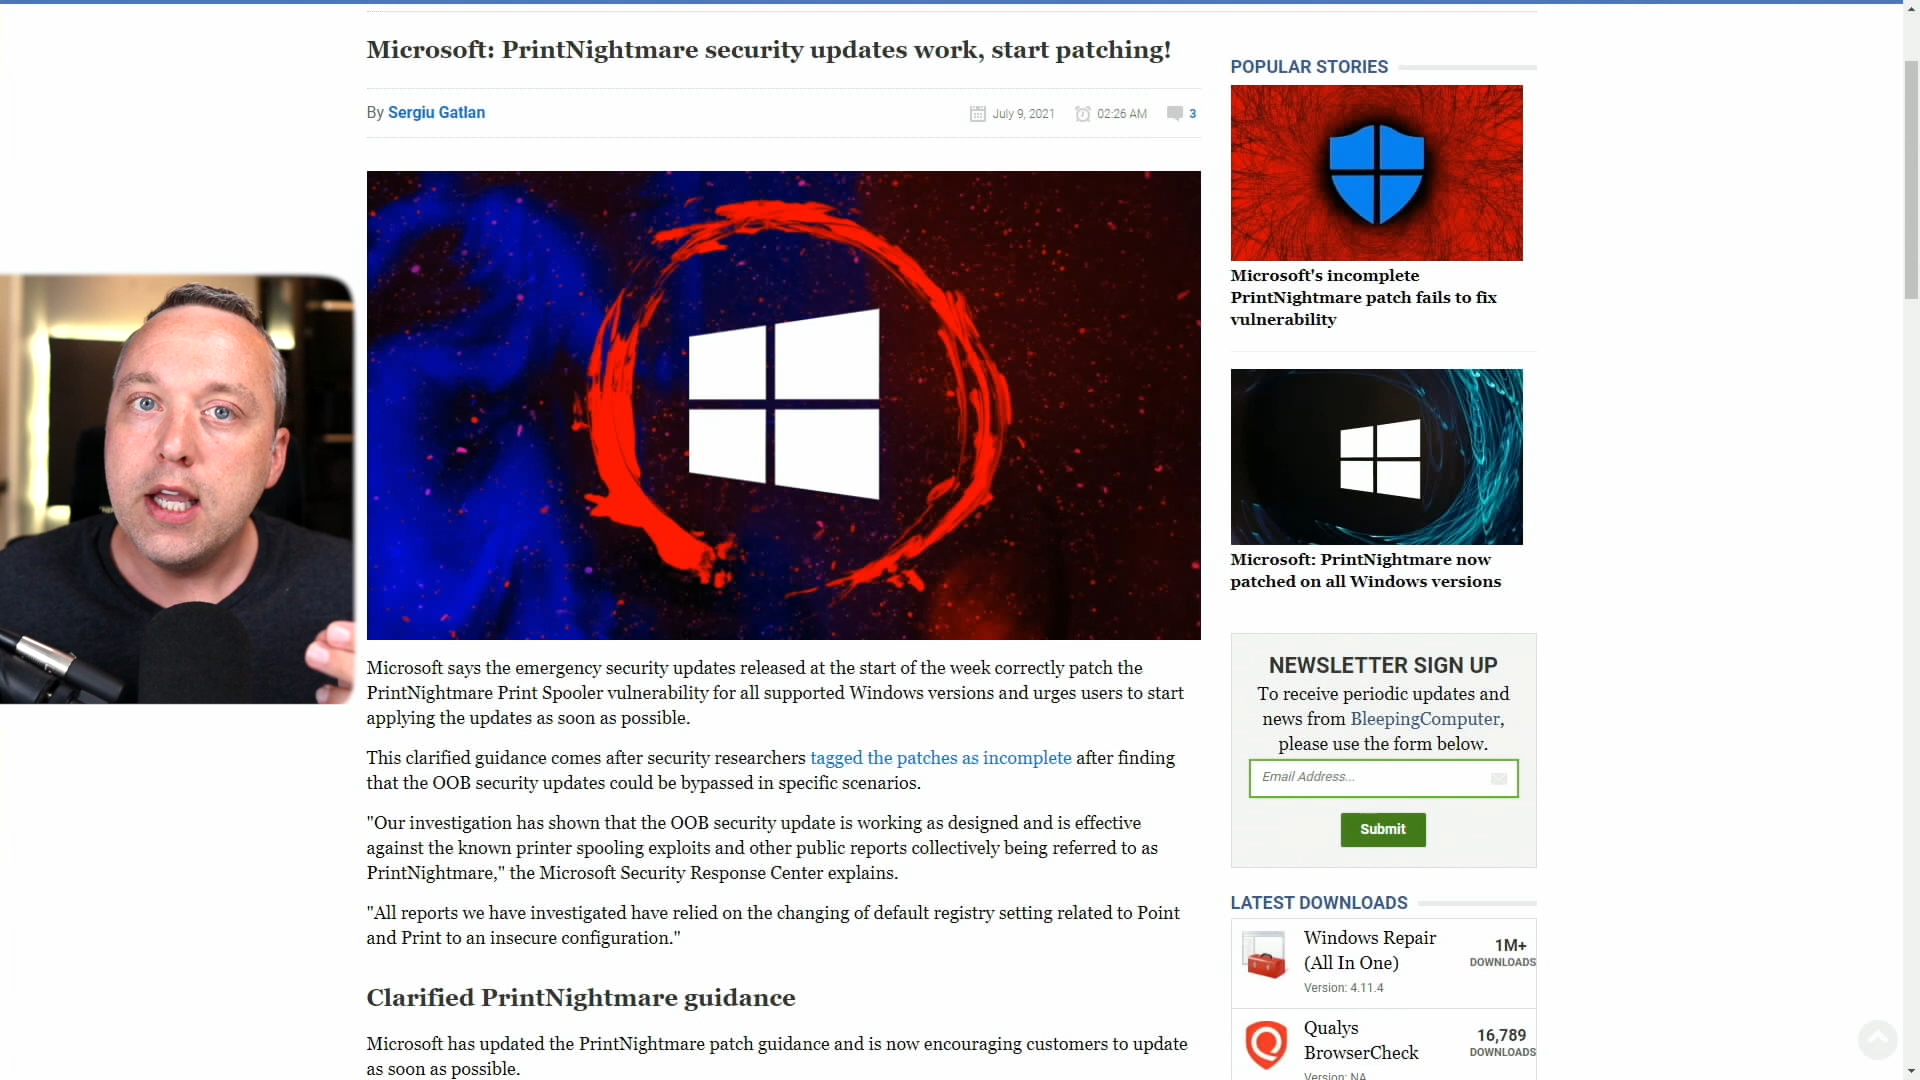 Microsoft: PrintNightmare security updates work, start patching!
By Sergiu Gatlan
July 9, 2021
02:26 AM
3
Microsoft says the emergency security updates released at the start of the week correctly patch the
PrintNightmare Print Spooler vulnerability for all supported Windows versions and urges users to start
applying the updates as soon as possible.
This clarified guidance comes after security researchers tagged the patches as incomplete after finding
that the OOB security updates could be bypassed in specific scenarios.
"Our investigation has shown that the OOB security update is working as designed and is effective
against the known printer spooling exploits and other public reports collectively being referred to as
PrintNightmare," the Microsoft Security Response Center explains.
"All reports we have investigated have relied on the changing of default registry setting related to Point
and Print to an insecure configuration."
Clarified PrintNightmare guidance
Microsoft has updated the PrintNightmare patch guidance and is now encouraging customers to update
as soon as possible.
POPULAR STORIES
Microsoft's incomplete
PrintNightmare patch fails to fix
vulnerability
Microsoft: PrintNightmare now
patched on all Windows versions
NEWSLETTER SIGN UP
To receive periodic updates and
news from BleepingComputer,
please use the form below.
Email Address...
Submit
LATEST DOWNLOADS
Windows Repair
(All In One)
Version: 4.11.4
1M+
DOWNLOADS
Qualys
BrowserCheck
Version: NA
16,789
DOWNLOADS